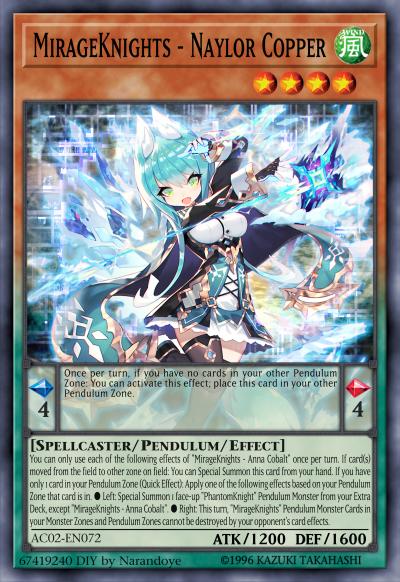 MirageKnights - Naylor Copper
WIND
風
Once per turn, if you have no cards in your other Pendulum
Zone: You can activate this effect; place this card in your other
Pendulum Zone.
4
4
[Spellcaster/Pendulum/Effect]
You can only use each of the following effects of "MirageKnights - Anna Cobalt" once per turn. If card(s)
moved from the field to other zone on field: You can Special Summon this card from your hand. If you have
only 1 card in your Pendulum Zone (Quick Effect): Apply one of the following effects based on your Pendulum
Zone that card is in. ● Left: Special Summon 1 face-up "PhantomKnight" Pendulum Monster from your Extra
Deck, except "MirageKnights - Anna Cobalt". ● Right: This turn, "MirageKnights" Pendulum Monster Cards in
your Monster Zones and Pendulum Zones cannot be destroyed by your opponent's card effects.
AC02-EN072
ATK/1200 DEF/1600
67419240 DIY by Narandoye
©1996 KAZUKI TAKAHASHI